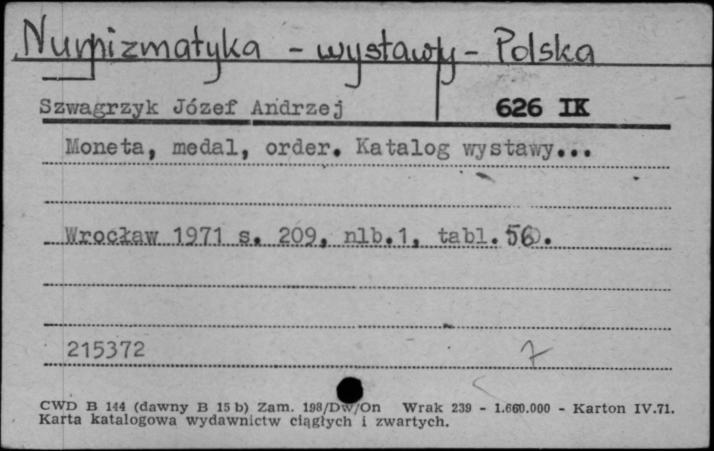 Numizmatyka - wystawy - Polska
Szwagrzyk Józef Andrzej 626 IK
Moneta, medal, order. Katalog wystawy...
Wrocław 1971 s. 209, nlb.1, tabl. 56.
215372 7
CWD B 144 (dawny B 15 b) Zam. 198/Dw/On Wrak 239 - 1.660.000 - Karton IV.71.
Karta katalogowa wydawnictw ciągłych i zwartych.